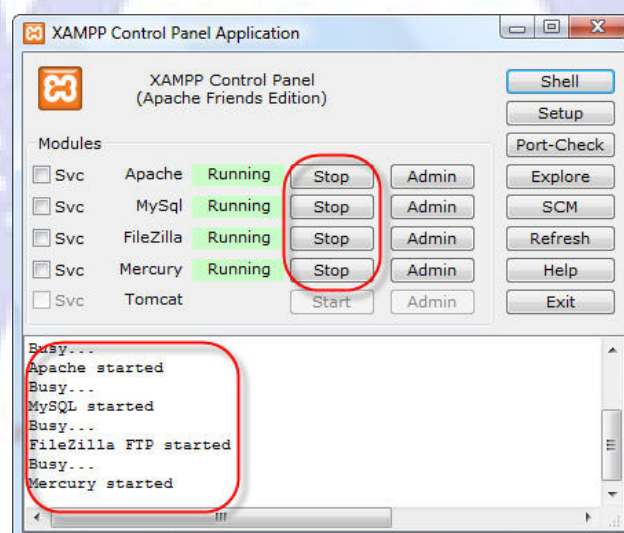 XAMPP Control Panel Application
XAMPP Control Panel
(Apache Friends Edition)
Shell
Setup
Port-Check
Modules
Svc Apache Running Stop Admin Explore
Svc MySql Running Stop Admin SCM
Svc FileZilla Running Stop Admin Refresh
Svc Mercury Running Stop Admin Help
Svc Tomcat Start Admin Exit
Busy...
Apache started
Busy...
MySQL started
Busy...
FileZilla FTP started
Busy...
Mercury started